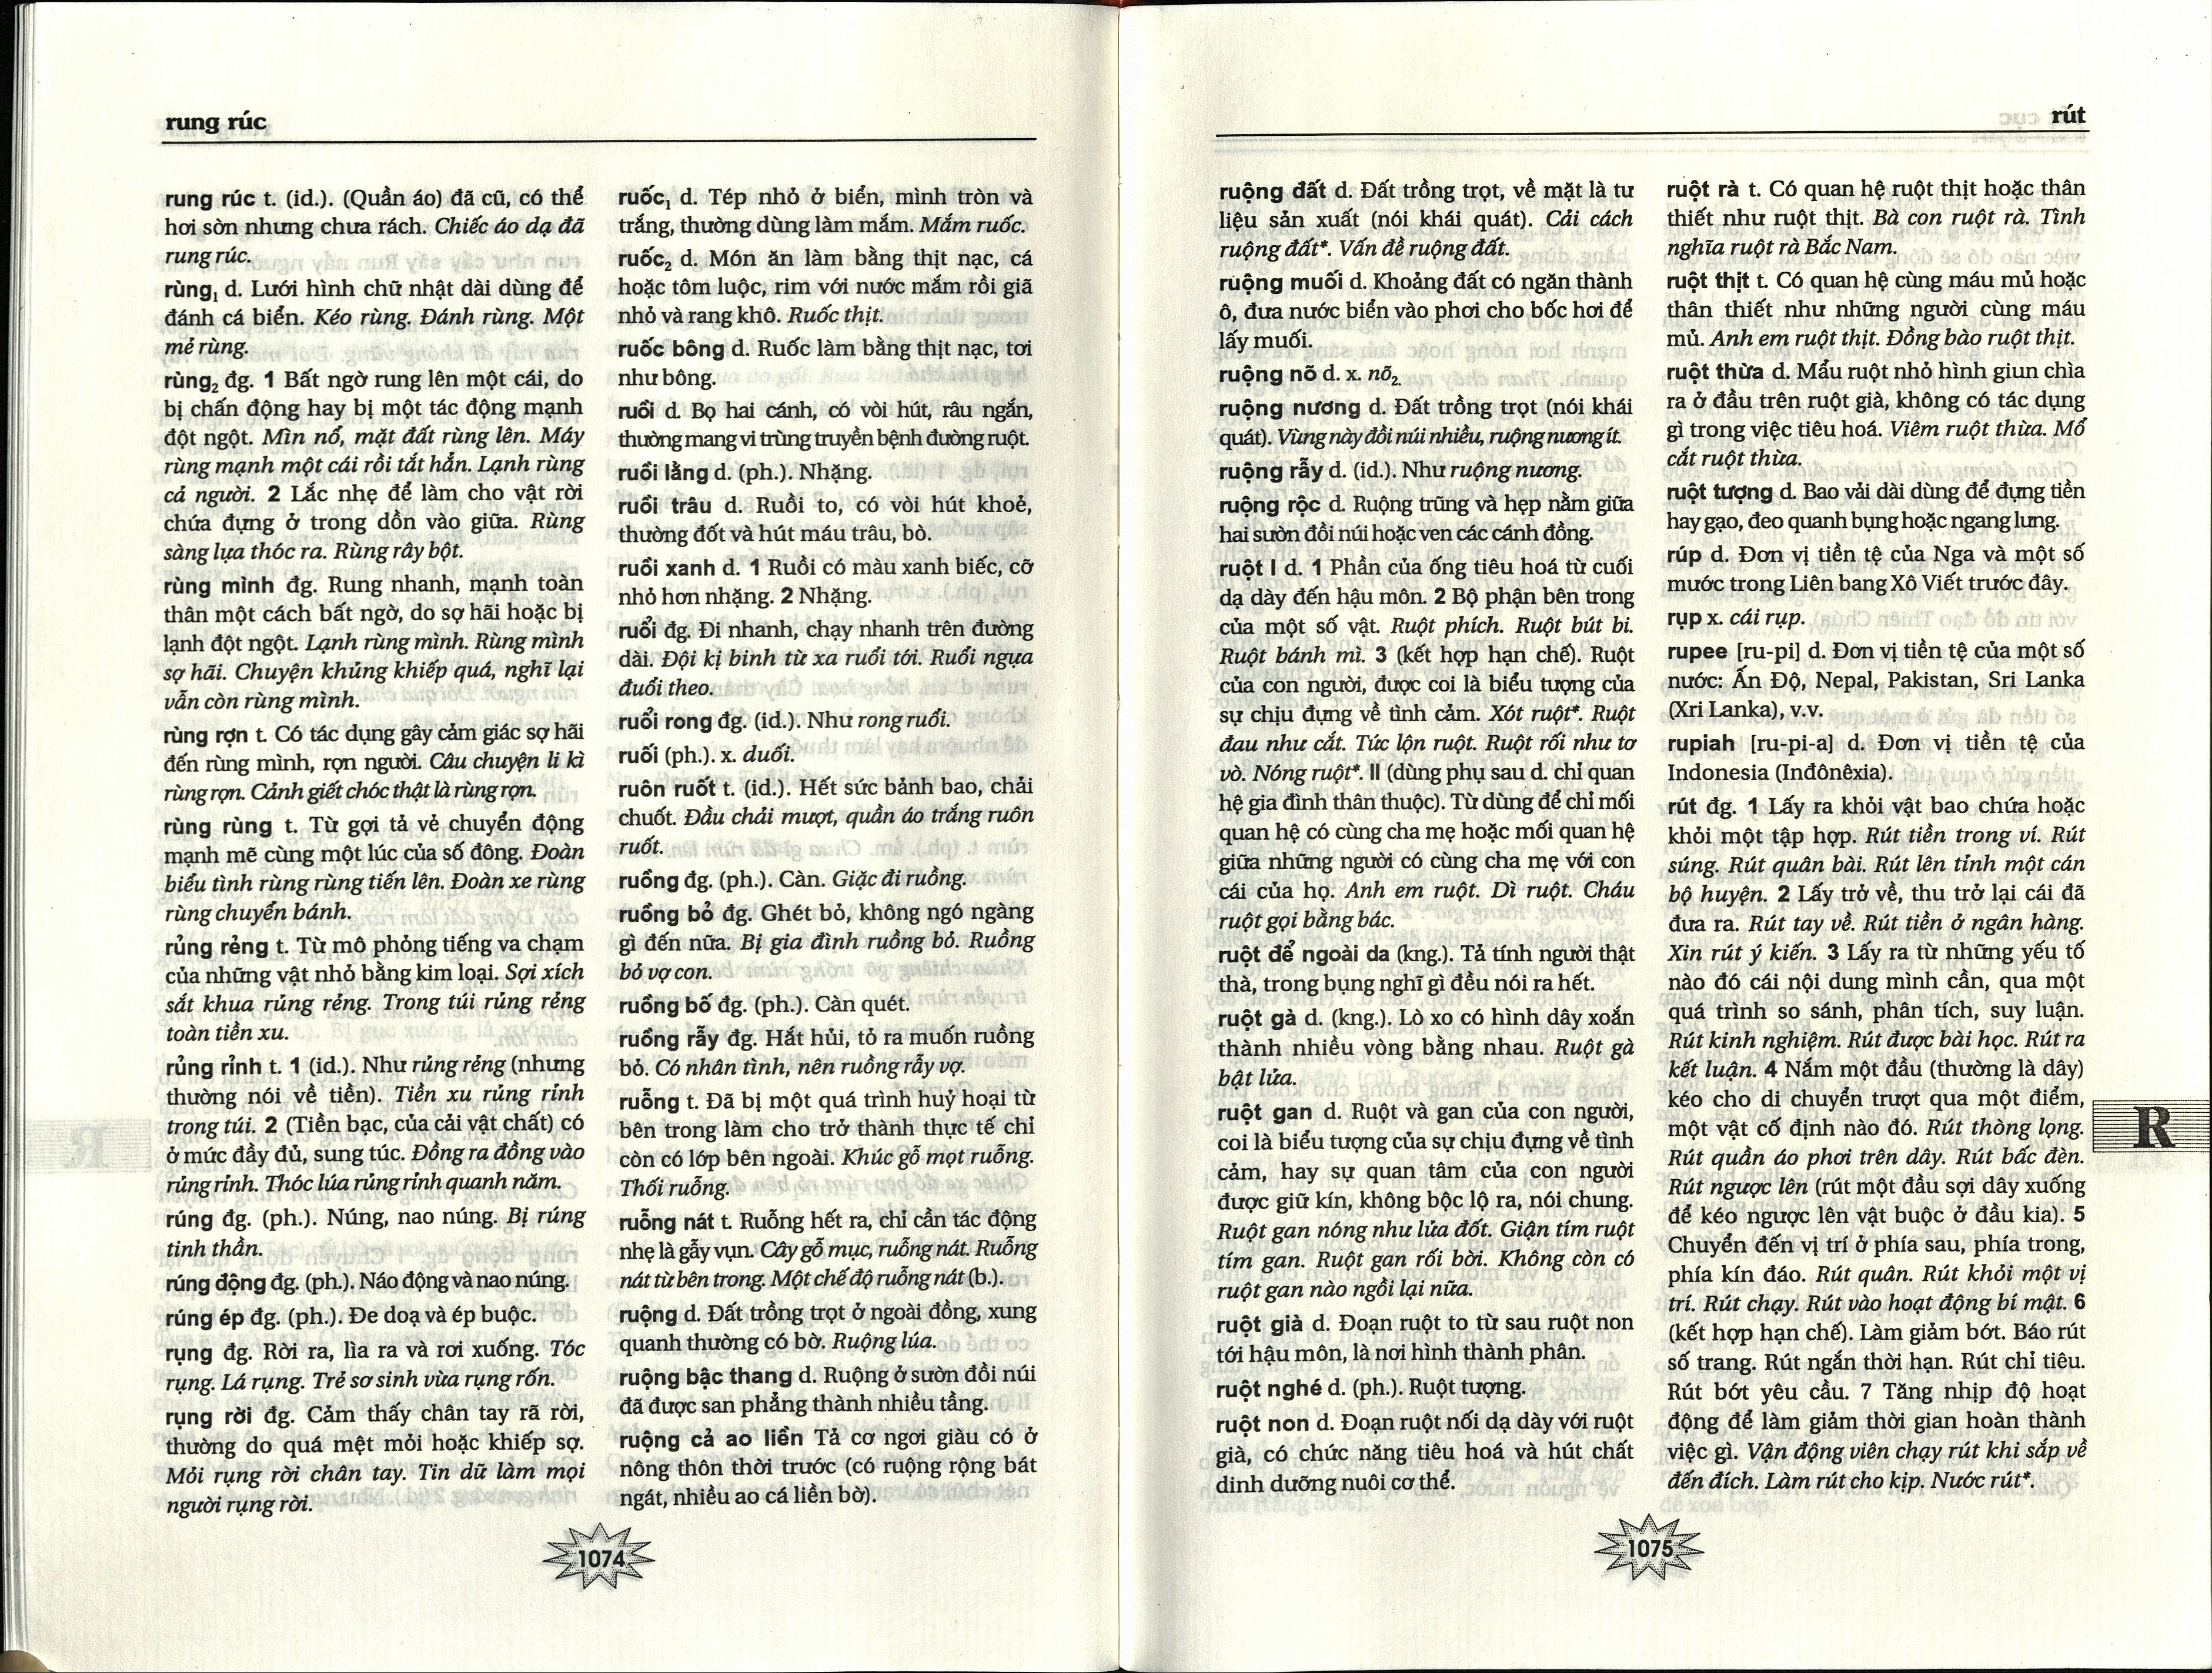 rung rúc
rung rúc t. (id.). (Quần áo) đã cũ, có thể
hơi sờn nhưng chưa rách. Chiếc áo dạ đã
rung rúc.
rùng₁ d. Lưới hình chữ nhật dài dùng để
đánh cá biển. Kéo rùng. Đánh rùng. Một
mẻ rùng.
rùng₂ đg. 1 Bất ngờ rung lên một cái, do
bị chấn động hay bị một tác động mạnh
đột ngột. Mìn nổ, mặt đất rùng lên. Máy
rùng mạnh một cái rồi tắt hẳn. Lạnh rùng
cả người. 2 Lắc nhẹ để làm cho vật rời
chứa đựng ở trong dồn vào giữa. Rùng
sàng lựa thóc ra. Rùng rây bột.
rùng mình đg. Rung nhanh, mạnh toàn
thân một cách bất ngờ, do sợ hãi hoặc bị
lạnh đột ngột. Lạnh rùng mình. Rùng mình
sợ hãi. Chuyện khủng khiếp quá, nghĩ lại
vẫn còn rùng mình.
rùng rợn t. Có tác dụng gây cảm giác sợ hãi
đến rùng mình, rợn người. Câu chuyện li kì
rùng rợn. Cảnh giết chóc thật là rùng rợn.
rùng rùng t. Từ gợi tả vẻ chuyển động
mạnh mẽ cùng một lúc của số đông. Đoàn
biểu tình rùng rùng tiến lên. Đoàn xe rùng
rùng chuyển bánh.
rủng rẻng t. Từ mô phỏng tiếng va chạm
của những vật nhỏ bằng kim loại. Sợi xích
sắt khua rủng rẻng. Trong túi rủng rẻng
toàn tiền xu.
rủng rỉnh t. 1 (id.). Như rủng rẻng (nhưng
thường nói về tiền). Tiền xu rủng rỉnh
trong túi. 2 (Tiền bạc, của cải vật chất) có
ở mức đầy đủ, sung túc. Đồng ra đồng vào
rủng rỉnh. Thóc lúa rủng rỉnh quanh năm.
rúng đg. (ph.). Núng, nao núng. Bị rúng
tinh thần.
rúng động đg. (ph.). Náo động và nao núng.
rúng ép đg. (ph.). Đe doạ và ép buộc.
rụng đg. Rời ra, lìa ra và rơi xuống. Tóc
rụng. Lá rụng. Trẻ sơ sinh vừa rụng rốn.
rụng rời đg. Cảm thấy chân tay rã rời,
thường do quá mệt mỏi hoặc khiếp sợ.
Mỏi rụng rời chân tay. Tin dữ làm mọi
người rụng rời.
ruốc₁ d. Tép nhỏ ở biển, mình tròn và
trắng, thường dùng làm mắm. Mắm ruốc.
ruốc₂ d. Món ăn làm bằng thịt nạc, cá
hoặc tôm luộc, rim với nước mắm rồi giã
nhỏ và rang khô. Ruốc thịt.
ruốc bông d. Ruốc làm bằng thịt nạc, tơi
như bông.
ruồi d. Bọ hai cánh, có vòi hút, râu ngắn,
thường mang vi trùng truyền bệnh đường ruột.
ruồi lằng d. (ph.). Nhặng.
ruồi trâu d. Ruồi to, có vòi hút khoẻ,
thường đốt và hút máu trâu, bò.
ruồi xanh d. 1 Ruồi có màu xanh biếc, cỡ
nhỏ hơn nhặng. 2 Nhặng.
ruổi đg. Đi nhanh, chạy nhanh trên đường
dài. Đội kị binh từ xa ruổi tới. Ruổi ngựa
đuổi theo.
ruổi rong đg. (id.). Như rong ruổi.
ruối (ph.). x. duối.
ruôn ruốt t. (id.). Hết sức bảnh bao, chải
chuốt. Đầu chải mượt, quần áo trắng ruôn
ruốt.
ruồng đg. (ph.). Càn. Giặc đi ruồng.
ruồng bỏ đg. Ghét bỏ, không ngó ngàng
gì đến nữa. Bị gia đình ruồng bỏ. Ruồng
bỏ vợ con.
ruồng bố đg. (ph.). Càn quét.
ruồng rẫy đg. Hắt hủi, tỏ ra muốn ruồng
bỏ. Có nhân tình, nên ruồng rẫy vợ.
ruỗng t. Đã bị một quá trình huỷ hoại từ
bên trong làm cho trở thành thực tế chỉ
còn có lớp bên ngoài. Khúc gỗ mọt ruỗng.
Thối ruỗng.
ruỗng nát t. Ruỗng hết ra, chỉ cần tác động
nhẹ là gẫy vụn. Cây gỗ mục, ruỗng nát. Ruỗng
nát từ bên trong. Một chế độ ruỗng nát (b.).
ruộng d. Đất trồng trọt ở ngoài đồng, xung
quanh thường có bờ. Ruộng lúa.
ruộng bậc thang d. Ruộng ở sườn đồi núi
đã được san phẳng thành nhiều tầng.
ruộng cả ao liền Tả cơ ngơi giàu có ở
nông thôn thời trước (có ruộng rộng bát
ngát, nhiều ao cá liền bờ).
1074
rút
ruộng đất d. Đất trồng trọt, về mặt là tư
liệu sản xuất (nói khái quát). Cải cách
ruộng đất*. Vấn đề ruộng đất.
ruộng muối d. Khoảng đất có ngăn thành
ô, đưa nước biển vào phơi cho bốc hơi để
lấy muối.
ruộng nõ d. x. nõ₂.
ruộng nương d. Đất trồng trọt (nói khái
quát). Vùng này đồi núi nhiều, ruộng nương ít.
ruộng rẫy d. (id.). Như ruộng nương.
ruộng rộc d. Ruộng trũng và hẹp nằm giữa
hai sườn đồi núi hoặc ven các cánh đồng.
ruột I d. 1 Phần của ống tiêu hoá từ cuối
dạ dày đến hậu môn. 2 Bộ phận bên trong
của một số vật. Ruột phích. Ruột bút bi.
Ruột bánh mì. 3 (kết hợp hạn chế). Ruột
của con người, được coi là biểu tượng của
sự chịu đựng về tình cảm. Xót ruột*. Ruột
đau như cắt. Tức lộn ruột. Ruột rối như tơ
vò. Nóng ruột*. II (dùng phụ sau d. chỉ quan
hệ gia đình thân thuộc). Từ dùng để chỉ mối
quan hệ có cùng cha mẹ hoặc mối quan hệ
giữa những người có cùng cha mẹ với con
cái của họ. Anh em ruột. Dì ruột. Cháu
ruột gọi bằng bác.
ruột để ngoài da (kng.). Tả tính người thật
thà, trong bụng nghĩ gì đều nói ra hết.
ruột gà d. (kng.). Lò xo có hình dây xoắn
thành nhiều vòng bằng nhau. Ruột gà
bật lửa.
ruột gan d. Ruột và gan của con người,
coi là biểu tượng của sự chịu đựng về tình
cảm, hay sự quan tâm của con người
được giữ kín, không bộc lộ ra, nói chung.
Ruột gan nóng như lửa đốt. Giận tím ruột
tím gan. Ruột gan rối bời. Không còn có
ruột gan nào ngồi lại nữa.
ruột già d. Đoạn ruột to từ sau ruột non
tới hậu môn, là nơi hình thành phân.
ruột nghé d. (ph.). Ruột tượng.
ruột non d. Đoạn ruột nối dạ dày với ruột
già, có chức năng tiêu hoá và hút chất
dinh dưỡng nuôi cơ thể.
ruột rà t. Có quan hệ ruột thịt hoặc thân
thiết như ruột thịt. Bà con ruột rà. Tình
nghĩa ruột rà Bắc Nam.
ruột thịt t. Có quan hệ cùng máu mủ hoặc
thân thiết như những người cùng máu
mủ. Anh em ruột thịt. Đồng bào ruột thịt.
ruột thừa d. Mẩu ruột nhỏ hình giun chìa
ra ở đầu trên ruột già, không có tác dụng
gì trong việc tiêu hoá. Viêm ruột thừa. Mổ
cắt ruột thừa.
ruột tượng d. Bao vải dài dùng để đựng tiền
hay gạo, đeo quanh bụng hoặc ngang lưng.
rúp d. Đơn vị tiền tệ của Nga và một số
mước trong Liên bang Xô Viết trước đây.
rụp x. cái rụp.
rupee [ru-pi] d. Đơn vị tiền tệ của một số
nước: Ấn Độ, Nepal, Pakistan, Sri Lanka
(Xri Lanka), v.v.
rupiah [ru-pi-a] d. Đơn vị tiền tệ của
Indonesia (Inđônêxia).
rút đg. 1 Lấy ra khỏi vật bao chứa hoặc
khỏi một tập hợp. Rút tiền trong ví. Rút
súng. Rút quân bài. Rút lên tỉnh một cán
bộ huyện. 2 Lấy trở về, thu trở lại cái đã
đưa ra. Rút tay về. Rút tiền ở ngân hàng.
Xin rút ý kiến. 3 Lấy ra từ những yếu tố
nào đó cái nội dung mình cần, qua một
quá trình so sánh, phân tích, suy luận.
Rút kinh nghiệm. Rút được bài học. Rút ra
kết luận. 4 Nắm một đầu (thường là dây)
kéo cho di chuyển trượt qua một điểm,
một vật cố định nào đó. Rút thòng lọng.
Rút quần áo phơi trên dây. Rút bấc đèn.
Rút ngược lên (rút một đầu sợi dây xuống
để kéo ngược lên vật buộc ở đầu kia). 5
Chuyển đến vị trí ở phía sau, phía trong,
phía kín đáo. Rút quân. Rút khỏi một vị
trí. Rút chạy. Rút vào hoạt động bí mật. 6
(kết hợp hạn chế). Làm giảm bớt. Báo rút
số trang. Rút ngắn thời hạn. Rút chỉ tiêu.
Rút bớt yêu cầu. 7 Tăng nhịp độ hoạt
động để làm giảm thời gian hoàn thành
việc gì. Vận động viên chạy rút khi sắp về
đến đích. Làm rút cho kịp. Nước rút*.
R
1075